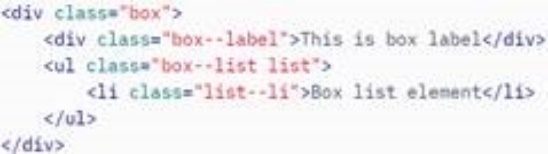 <div class="box">
    <div class="box--label">This is box label</div>
    <ul class="box--list list">
        <li class="list--li">Box list element</li>
    </ul>
</div>